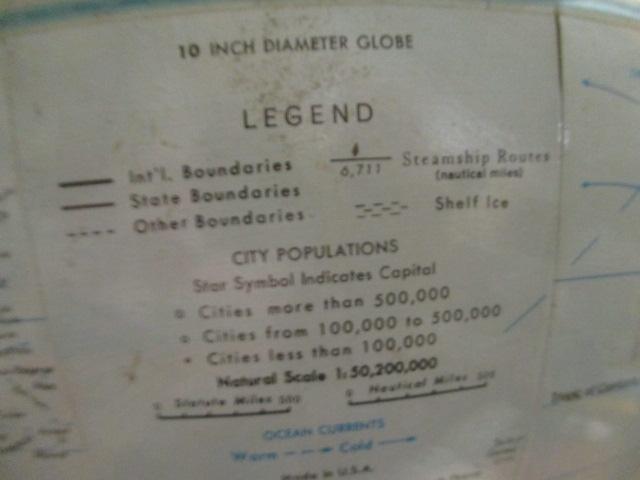 10 INCH DIAMETER GLOBE
LEGEND
Int'l. Boundaries
State Boundaries
Other Boundaries
6,711 Steamship Routes
(nautical miles)
Shelf Ice
CITY POPULATIONS
Star Symbol Indicates Capital
Cities more than 500,000
Cities from 100,000 to 500,000
Cities less than 100,000
Natural Scale 1:50,200,000
0 Statute Miles 500
0 Nautical Miles 500
OCEAN CURRENTS
Warm Cold
Made in U.S.A.